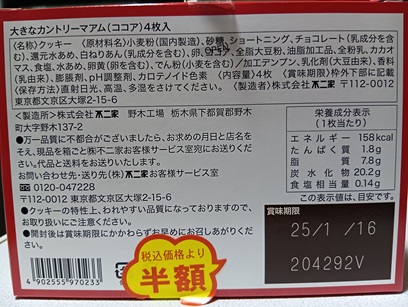 大きなカントリーマアム(ココア)4枚入
〈名称〉クッキー 〈原材料名〉小麦粉(国内製造)、砂糖、ショートニング、チョコレート(乳成分を含
む)、還元水あめ、白ねりあん(乳成分を含む)、卵、
全脂大豆粉、油脂加工品、全粉乳、カカオ
マス、食塩、水あめ、卵黄(卵を含む)、でん粉(小麦を含む)/加工デンプン、乳化剤(大豆由来)、香料
(乳由来)、膨脹剤、pH調整剤、カロテノイド色素 〈内容量〉4枚 〈賞味期限〉枠外下部に記載
〈保存方法〉直射日光、高温、多湿をおさけください。 〈製造者〉株式会社 不二家 〒112-0012
東京都文京区大塚2-15-6
OPEN
〈製造所〉株式会社 不二家 野木工場 栃木県下都賀郡野木
町大字野木137-2
●万一品質に不都合がございましたら、お求めの月日と店名を
そえ、現品を箱ごと㈱不二家お客様サービス室宛にお送りください。
代品と送料をお送りいたします。
お問い合わせ先・送り先 株式会社 不二家 お客様サービス室
0120-047228
〒112-0012 東京都文京区大塚2-15-6
●クッキーの特性上、われやすい品質になっておりますので、
お取り扱いにはご注意ください。
●開封後は賞味期限にかかわらずお早めにお召しあがりください。
栄養成分表示
(1枚当たり)
エネルギー 158kcal
たんぱく質 1.8g
脂質 7.8g
炭水化物 20.2g
食塩相当量 0.14g
この表示値は、目安です。
賞味期限
25/1 /16
204292V
税込価格より
半額
4 902555 970233